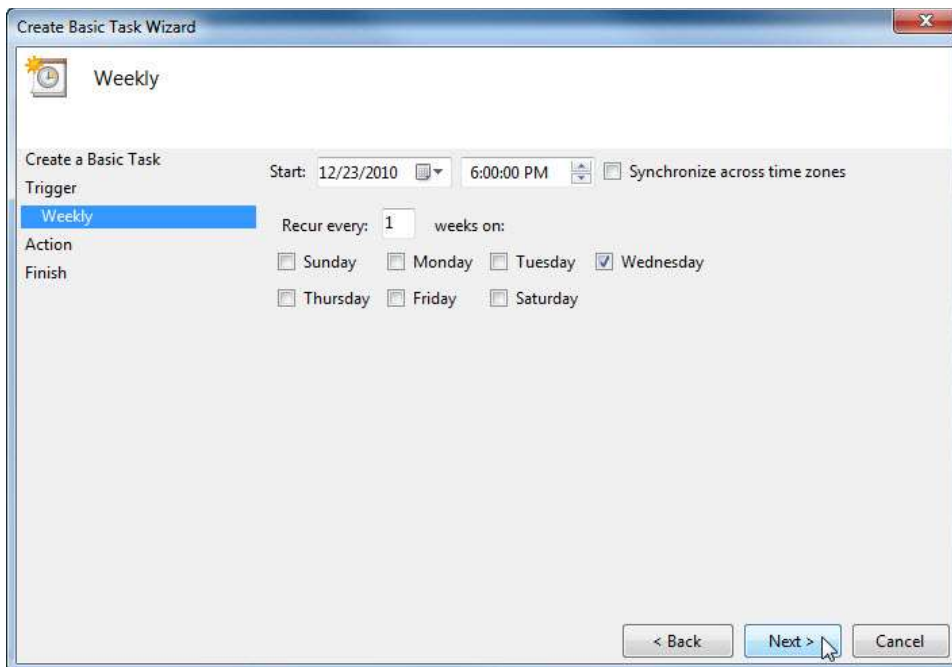 Create Basic Task Wizard
Weekly
Create a Basic Task
Trigger
Weekly
Action
Finish
Start: 12/23/2010 6:00:00 PM Synchronize across time zones
Recur every: 1 weeks on:
Sunday Monday Tuesday Wednesday
Thursday Friday Saturday
< Back Next > Cancel